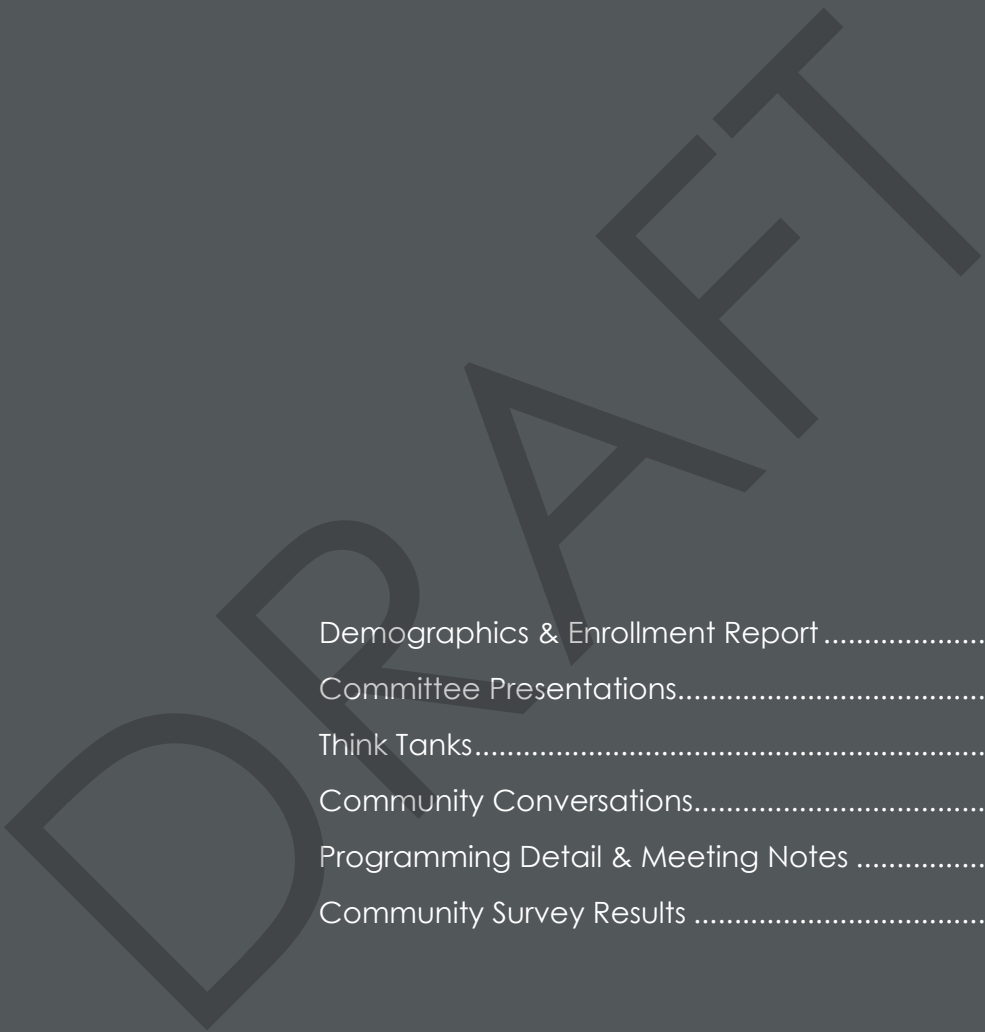 DRAFT
Demographics & Enrollment Report....................
Committee Presentations......................................
Think Tanks...............................................................
Community Conversations....................................
Programming Detail & Meeting Notes ................
Community Survey Results ....................................